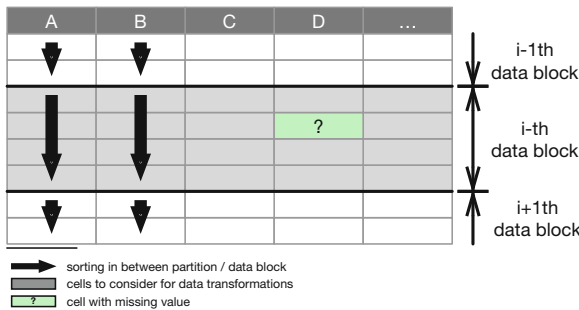 A B C D …
i-1th
data block
?
i-th
data block
i+1th
data block
sorting in between partition / data block
cells to consider for data transformations
? cell with missing value